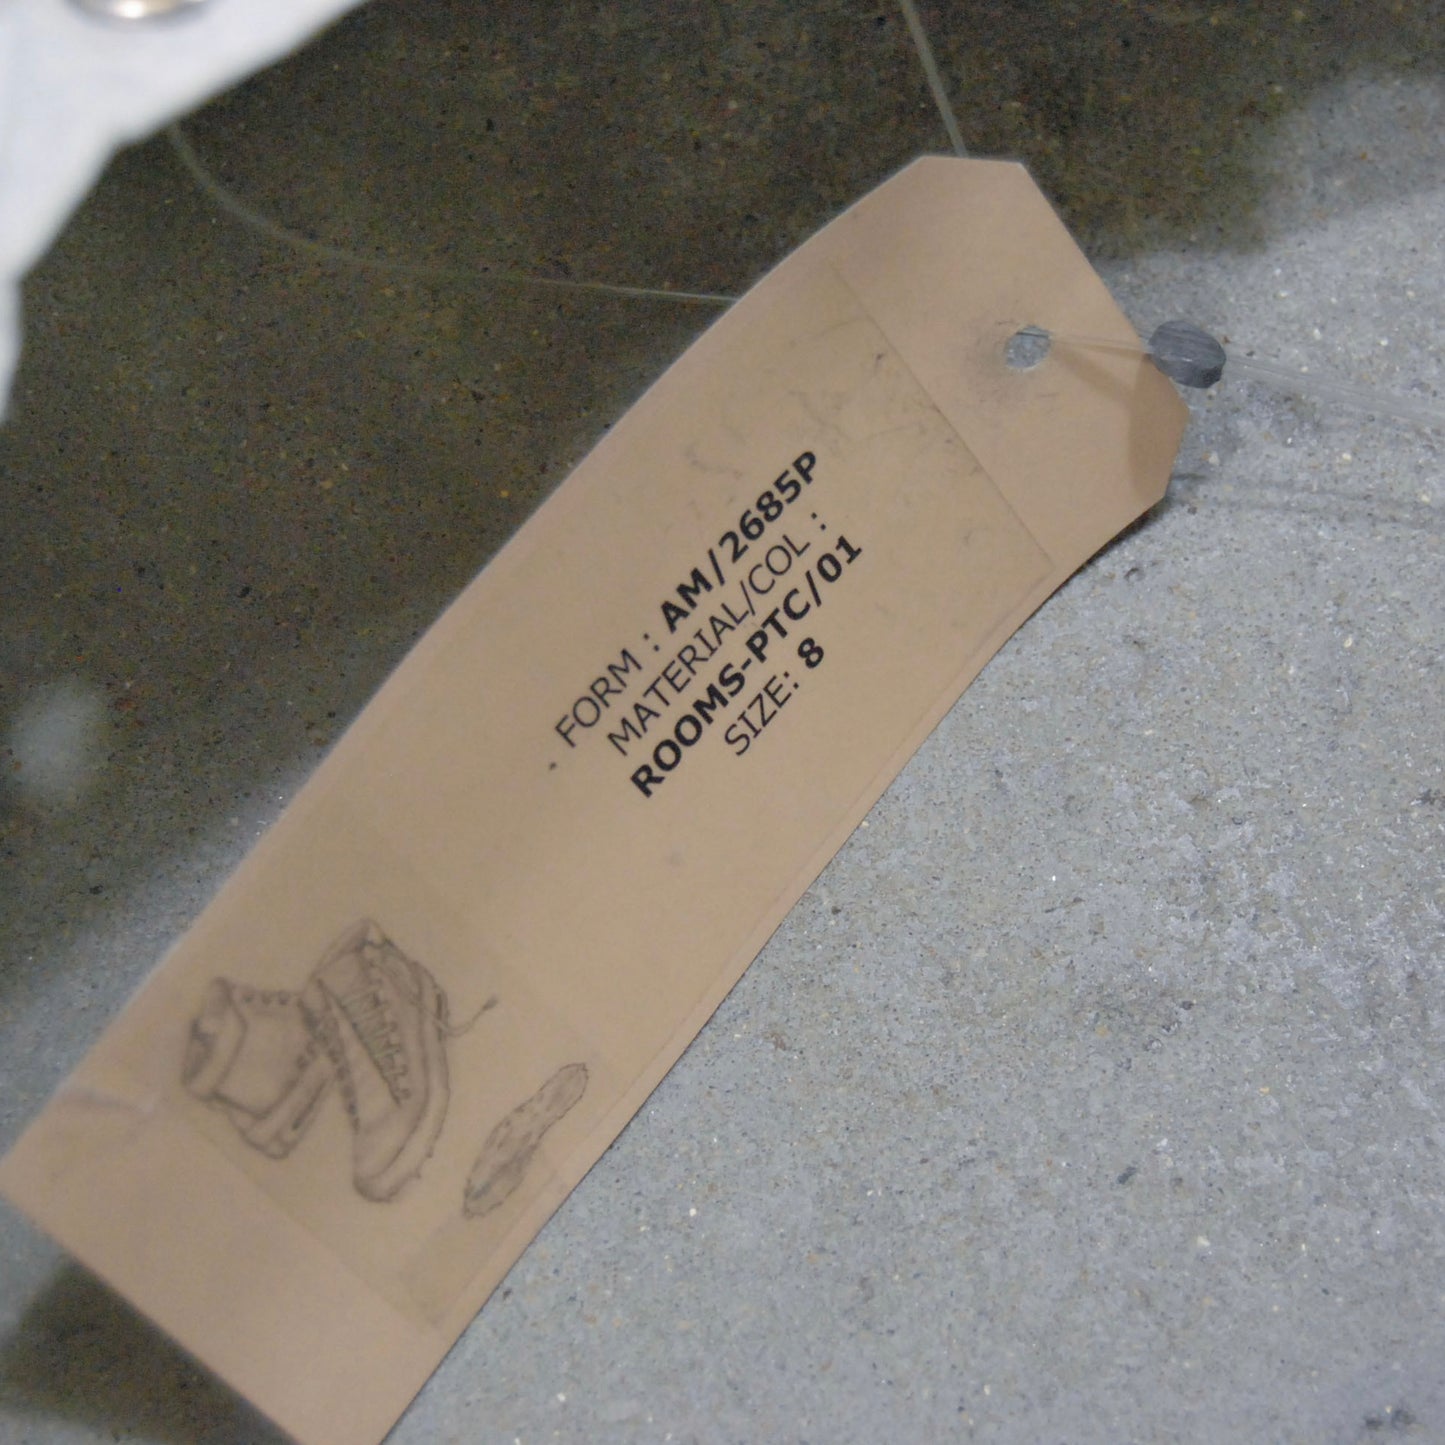 FORM : AM/2685P
MATERIAL/COL :
ROOMS-PTC/01
SIZE: 8